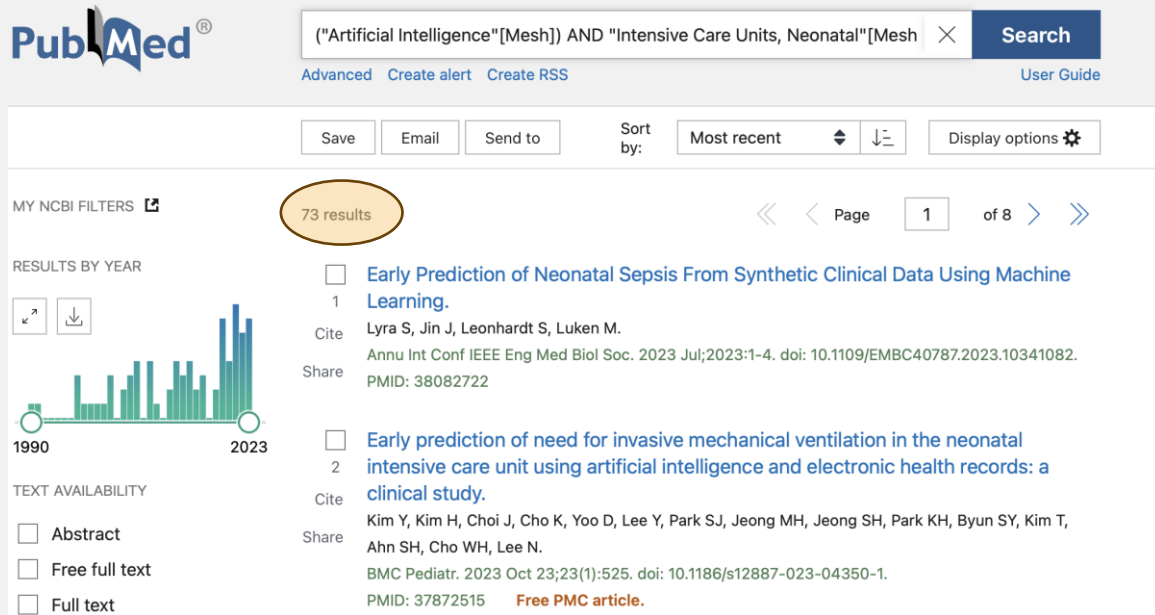 PubMed®
("Artificial Intelligence"[Mesh]) AND "Intensive Care Units, Neonatal"[Mesh
Search
Advanced Create alert Create RSS
User Guide
Save Email Send to
Sort by:
Most recent
Display options
MY NCBI FILTERS
73 results
Page 1 of 8
RESULTS BY YEAR
1990 2023
TEXT AVAILABILITY
Abstract
Free full text
Full text
1
Cite
Share
Early Prediction of Neonatal Sepsis From Synthetic Clinical Data Using Machine
Learning.
Lyra S, Jin J, Leonhardt S, Luken M.
Annu Int Conf IEEE Eng Med Biol Soc. 2023 Jul;2023:1-4. doi: 10.1109/EMBC40787.2023.10341082.
PMID: 38082722
2
Cite
Share
Early prediction of need for invasive mechanical ventilation in the neonatal
intensive care unit using artificial intelligence and electronic health records: a
clinical study.
Kim Y, Kim H, Choi J, Cho K, Yoo D, Lee Y, Park SJ, Jeong MH, Jeong SH, Park KH, Byun SY, Kim T,
Ahn SH, Cho WH, Lee N.
BMC Pediatr. 2023 Oct 23;23(1):525. doi: 10.1186/s12887-023-04350-1.
PMID: 37872515 Free PMC article.